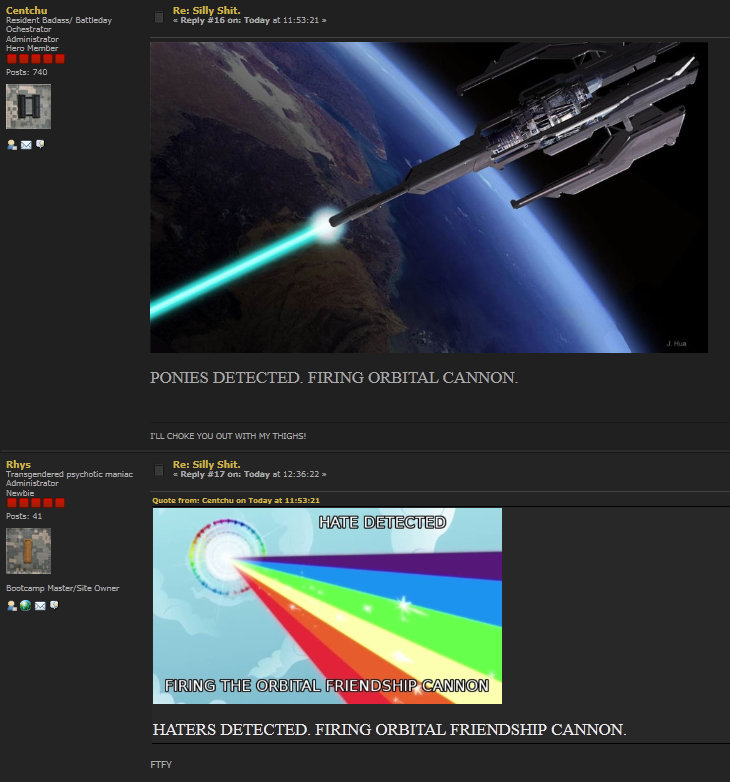 Centchu
Resident Badass/ Battleday
Ochestrator
Administrator
Hero Member
Posts: 740
Re: Silly Shit.
« Reply #16 on: Today at 11:53:21 »
J. Hua
PONIES DETECTED. FIRING ORBITAL CANNON.
I'LL CHOKE YOU OUT WITH MY THIGHS!
Rhys
Transgendered psychotic maniac
Administrator
Newbie
Posts: 41
Bootcamp Master/Site Owner
Re: Silly Shit.
« Reply #17 on: Today at 12:36:22 »
Quote from: Centchu on Today at 11:53:21
HATE DETECTED
FIRING THE ORBITAL FRIENDSHIP CANNON
HATERS DETECTED. FIRING ORBITAL FRIENDSHIP CANNON.
FTFY